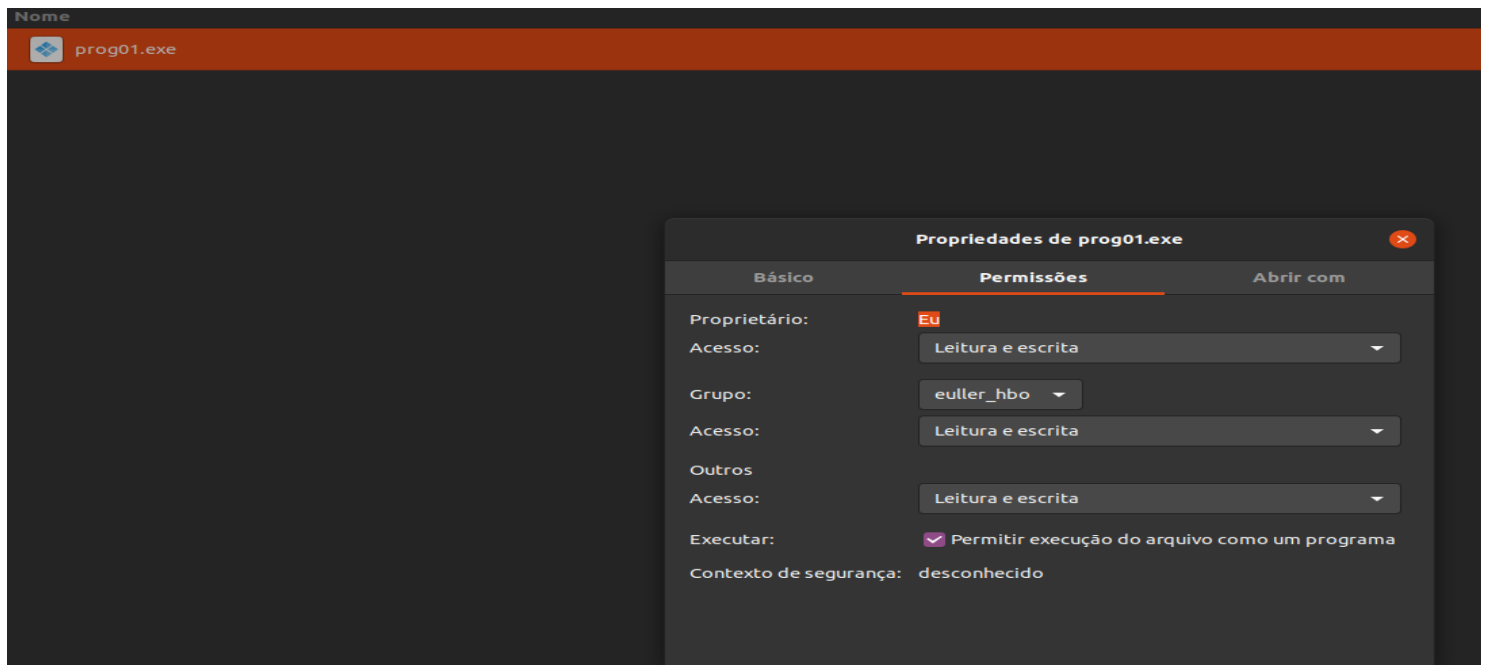 Nome
prog01.exe
Propriedades de prog01.exe
Básico Permissões Abrir com
Proprietário: Eu
Acesso: Leitura e escrita
Grupo: euller_hbo
Acesso: Leitura e escrita
Outros
Acesso: Leitura e escrita
Executar: Permitir execução do arquivo como um programa
Contexto de segurança: desconhecido